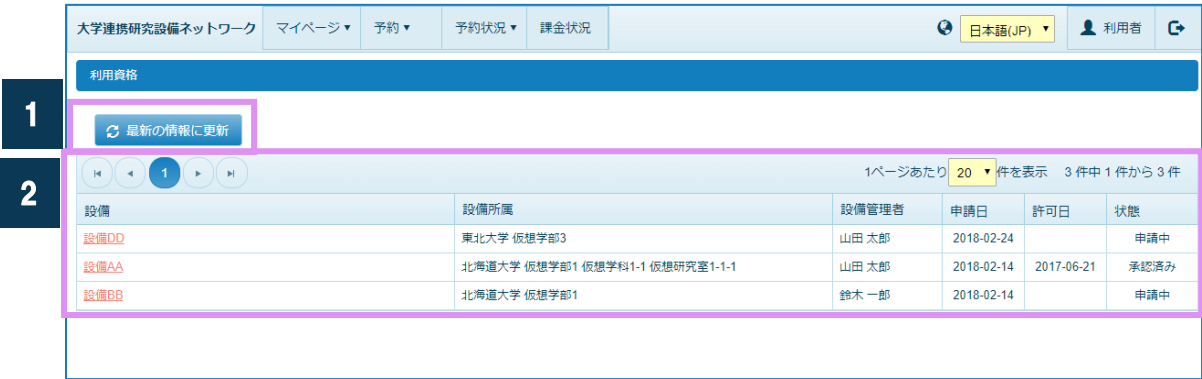 大学連携研究設備ネットワーク マイページ▼ 予約▼ 予約状況▼ 課金状況 日本語(JP) ▼ 利用者
利用資格
1
最新の情報に更新
2
1 1ページあたり 20 ▼ 件を表示 3 件中 1 件から 3 件
設備 設備所属 設備管理者 申請日 許可日 状態
設備DD 東北大学 仮想学部3 山田 太郎 2018-02-24 申請中
設備AA 北海道大学 仮想学部1 仮想学科1-1 仮想研究室1-1-1 山田 太郎 2018-02-14 2017-06-21 承認済み
設備BB 北海道大学 仮想学部1 鈴木 一郎 2018-02-14 申請中